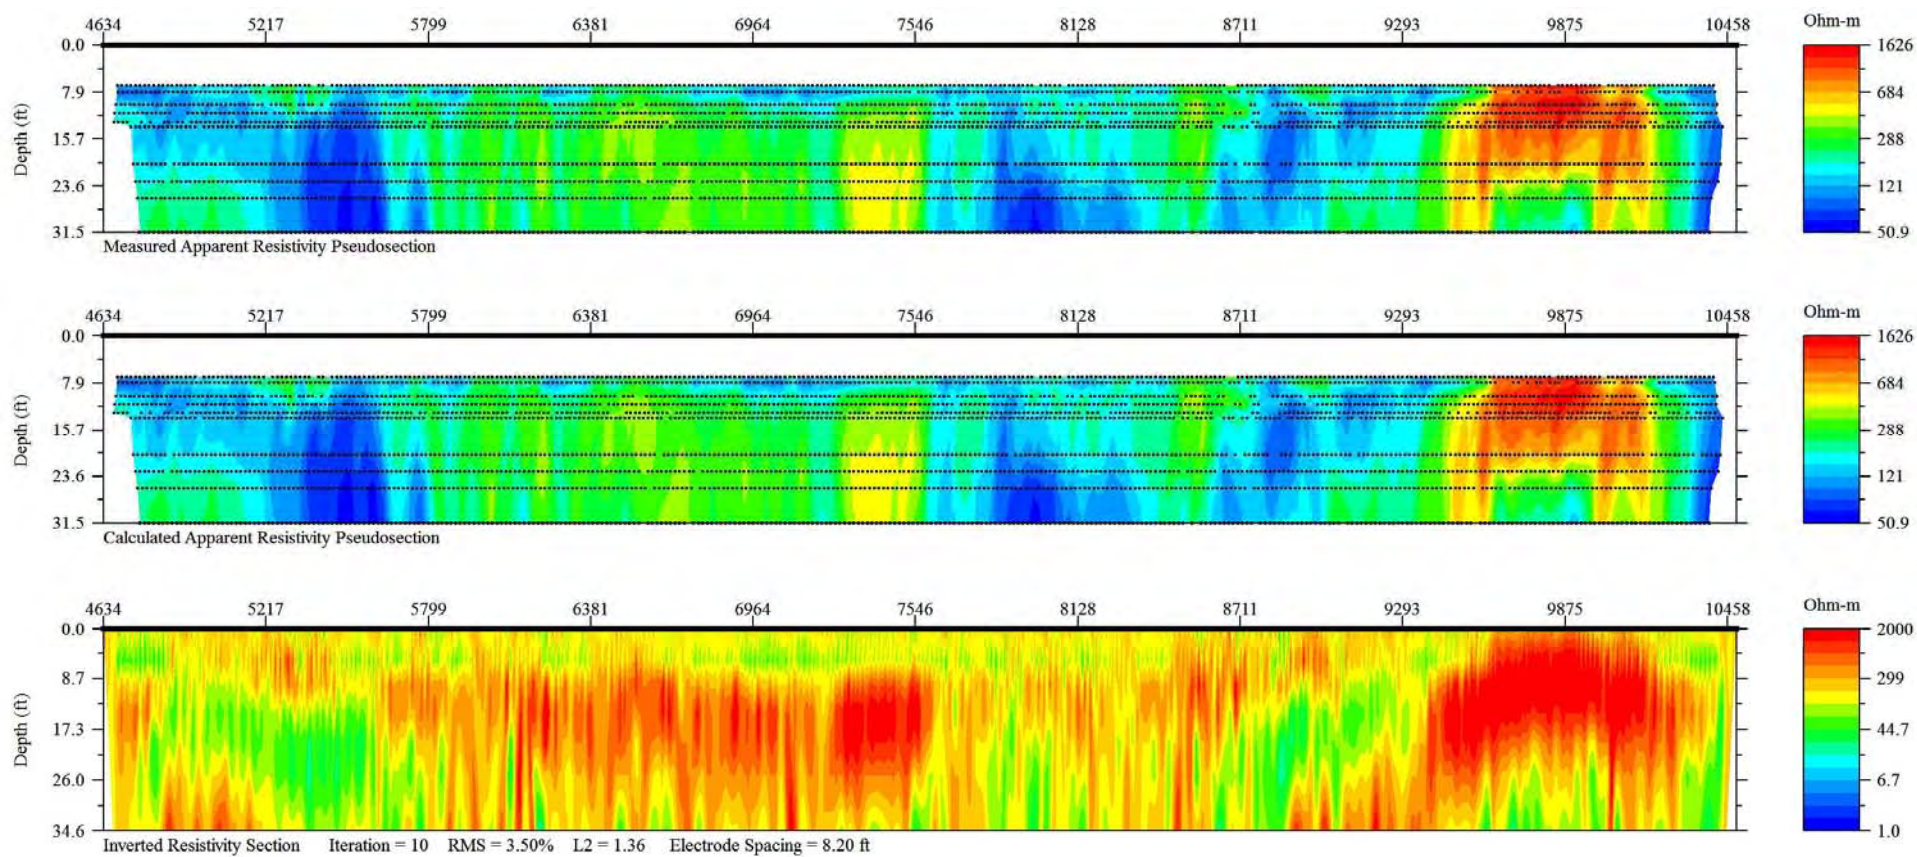 4634 5217 5799 6381 6964 7546 8128 8711 9293 9875 10458
Ohm-m
0.0
7.9
15.7
23.6
31.5
Depth (ft)
1626
684
288
121
50.9
Measured Apparent Resistivity Pseudosection
4634 5217 5799 6381 6964 7546 8128 8711 9293 9875 10458
Ohm-m
0.0
7.9
15.7
23.6
31.5
Depth (ft)
1626
684
288
121
50.9
Calculated Apparent Resistivity Pseudosection
4634 5217 5799 6381 6964 7546 8128 8711 9293 9875 10458
Ohm-m
0.0
8.7
17.3
26.0
34.6
Depth (ft)
2000
299
44.7
6.7
1.0
Inverted Resistivity Section Iteration = 10 RMS = 3.50% L2 = 1.36 Electrode Spacing = 8.20 ft